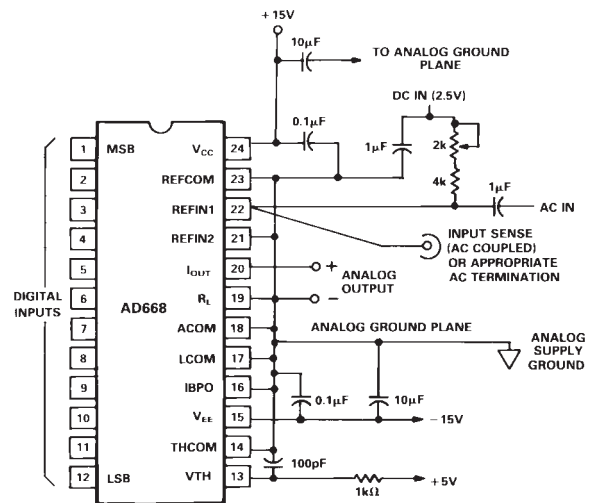 +15V
10µF
TO ANALOG GROUND
PLANE
DC IN (2.5V)
0.1µF
1µF
2k
4k
1µF
AC IN
INPUT SENSE
(AC COUPLED)
OR APPROPRIATE
AC TERMINATION
DIGITAL
INPUTS
AD668
1 MSB
2
3
4
5
6
7
8
9
10
11
12 LSB
VCC 24
REFCOM 23
REFIN1 22
REFIN2 21
IOUT 20
RL 19
ACOM 18
LCOM 17
IBPO 16
VEE 15
THCOM 14
VTH 13
+
ANALOG
OUTPUT
−
ANALOG GROUND PLANE
ANALOG
SUPPLY
GROUND
0.1µF
10µF
−15V
100pF
1kΩ
+5V